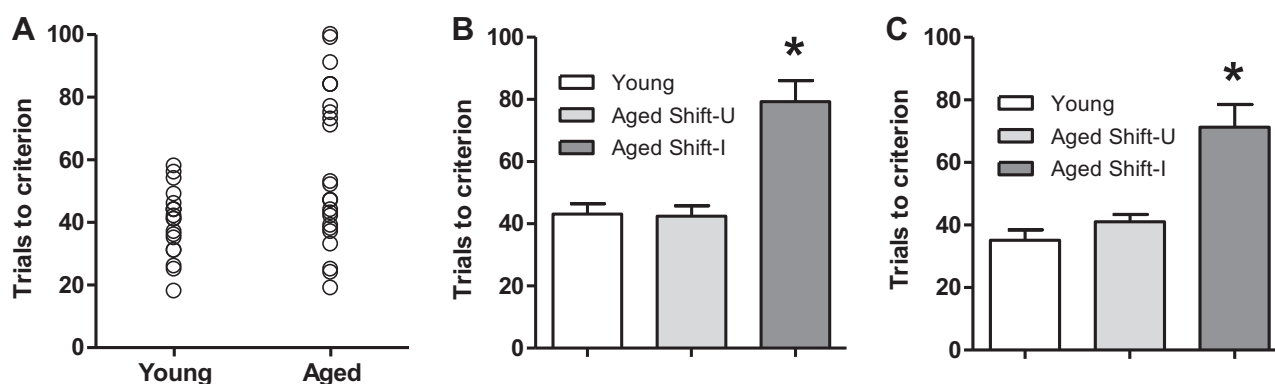 A
Trials to criterion
100
80
60
40
20
0
Young
Aged
B
Trials to criterion
100
80
60
40
20
0
*
Young
Aged Shift-U
Aged Shift-I
C
Trials to criterion
100
80
60
40
20
0
*
Young
Aged Shift-U
Aged Shift-I